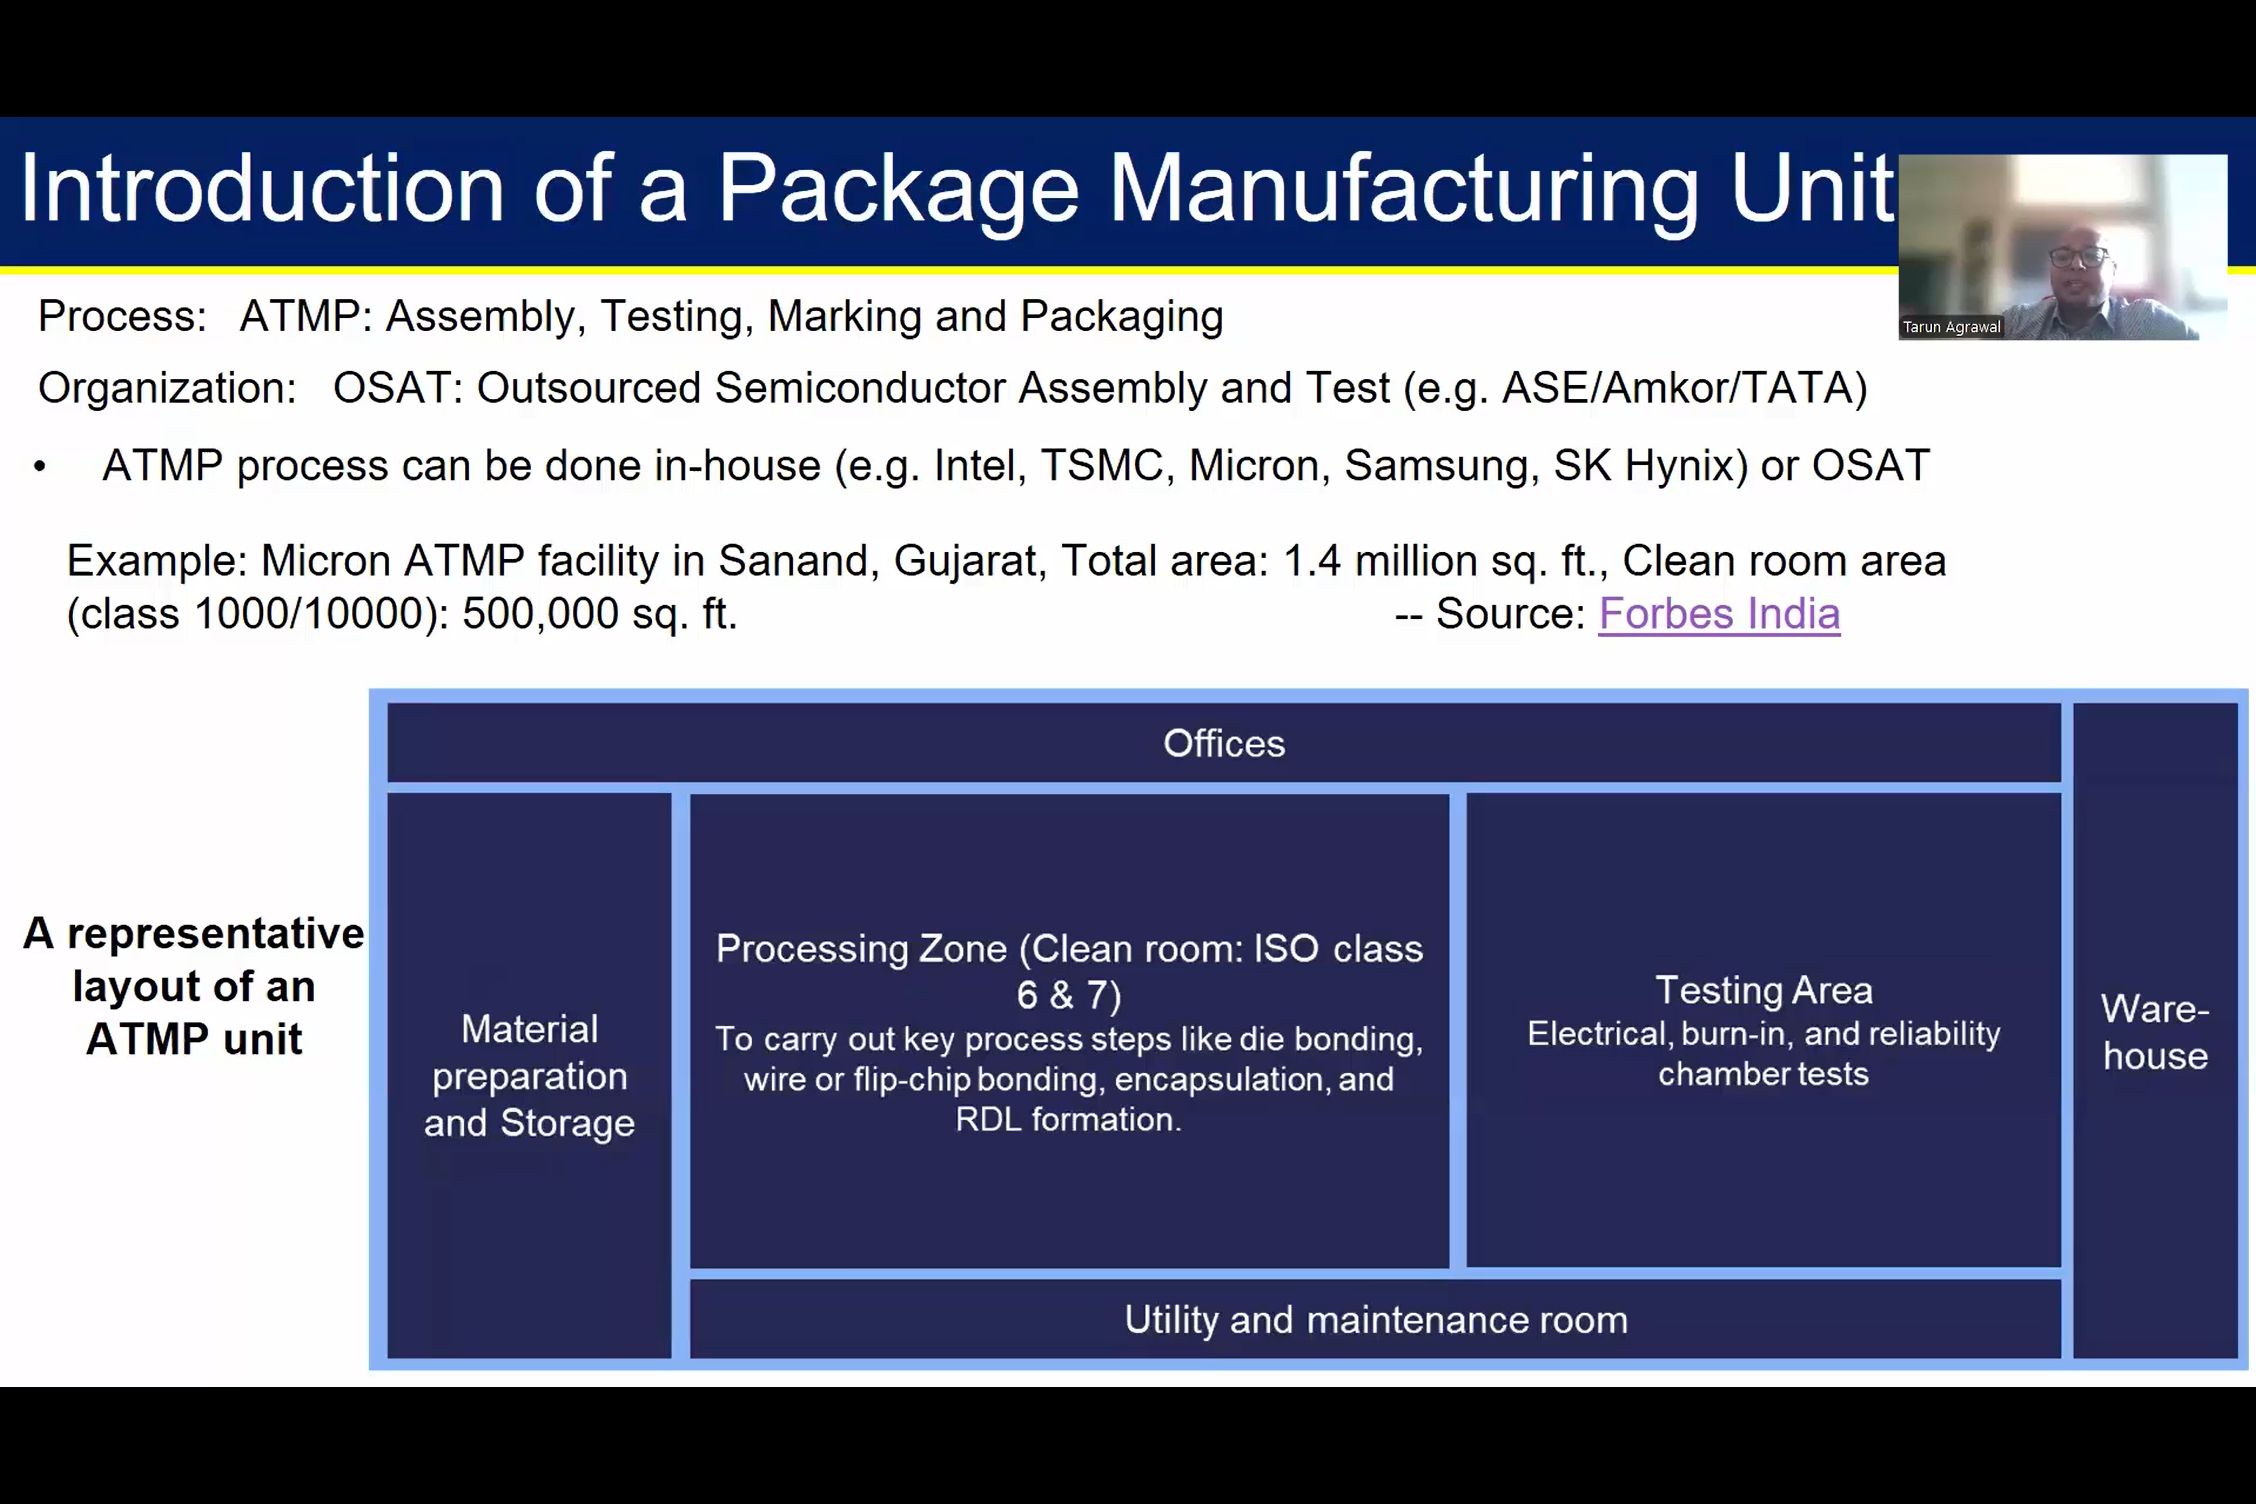 Introduction of a Package Manufacturing Unit
Tarun Agrawal
Process: ATMP: Assembly, Testing, Marking and Packaging
Organization: OSAT: Outsourced Semiconductor Assembly and Test (e.g. ASE/Amkor/TATA)
• ATMP process can be done in-house (e.g. Intel, TSMC, Micron, Samsung, SK Hynix) or OSAT
Example: Micron ATMP facility in Sanand, Gujarat, Total area: 1.4 million sq. ft., Clean room area
(class 1000/10000): 500,000 sq. ft. -- Source: Forbes India
A representative
layout of an
ATMP unit
Offices
Material
preparation
and Storage
Processing Zone (Clean room: ISO class
6 & 7)
To carry out key process steps like die bonding,
wire or flip-chip bonding, encapsulation, and
RDL formation.
Testing Area
Electrical, burn-in, and reliability
chamber tests
Ware-
house
Utility and maintenance room